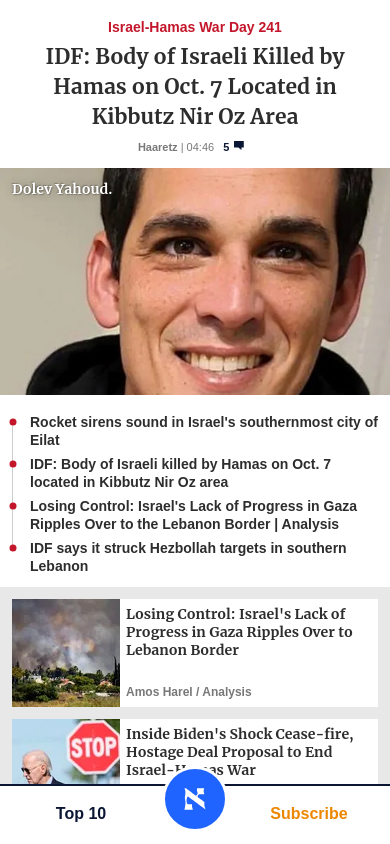 Israel-Hamas War Day 241
IDF: Body of Israeli Killed by
Hamas on Oct. 7 Located in
Kibbutz Nir Oz Area
Haaretz | 04:46 5
Dolev Yahoud.
Rocket sirens sound in Israel's southernmost city of
Eilat
IDF: Body of Israeli killed by Hamas on Oct. 7
located in Kibbutz Nir Oz area
Losing Control: Israel's Lack of Progress in Gaza
Ripples Over to the Lebanon Border | Analysis
IDF says it struck Hezbollah targets in southern
Lebanon
Losing Control: Israel's Lack of
Progress in Gaza Ripples Over to
Lebanon Border
Amos Harel / Analysis
STOP
Inside Biden's Shock Cease-fire,
Hostage Deal Proposal to End
Israel-Hamas War
Top 10
א
Subscribe